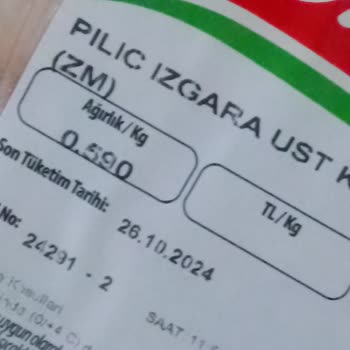 PILIC IZGARA UST K
(ZM)
Ağırlık/Kg
0.590
TL/Kg
Son Tüketim Tarihi:
26.10.2024
No:
24291 - 2
SAAT